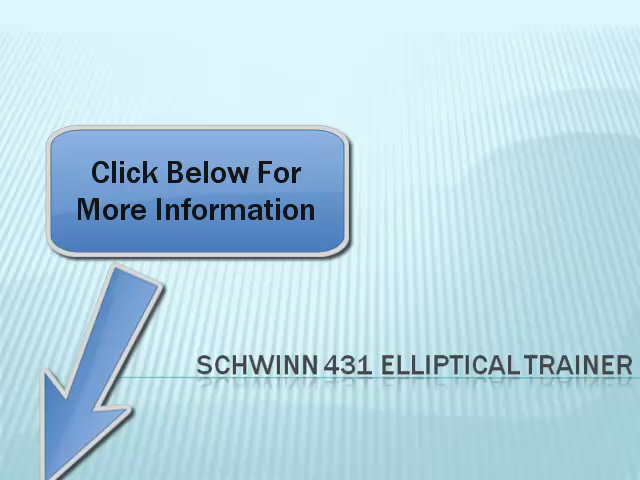 Click Below For
More Information
SCHWINN 431 ELLIPTICAL TRAINER